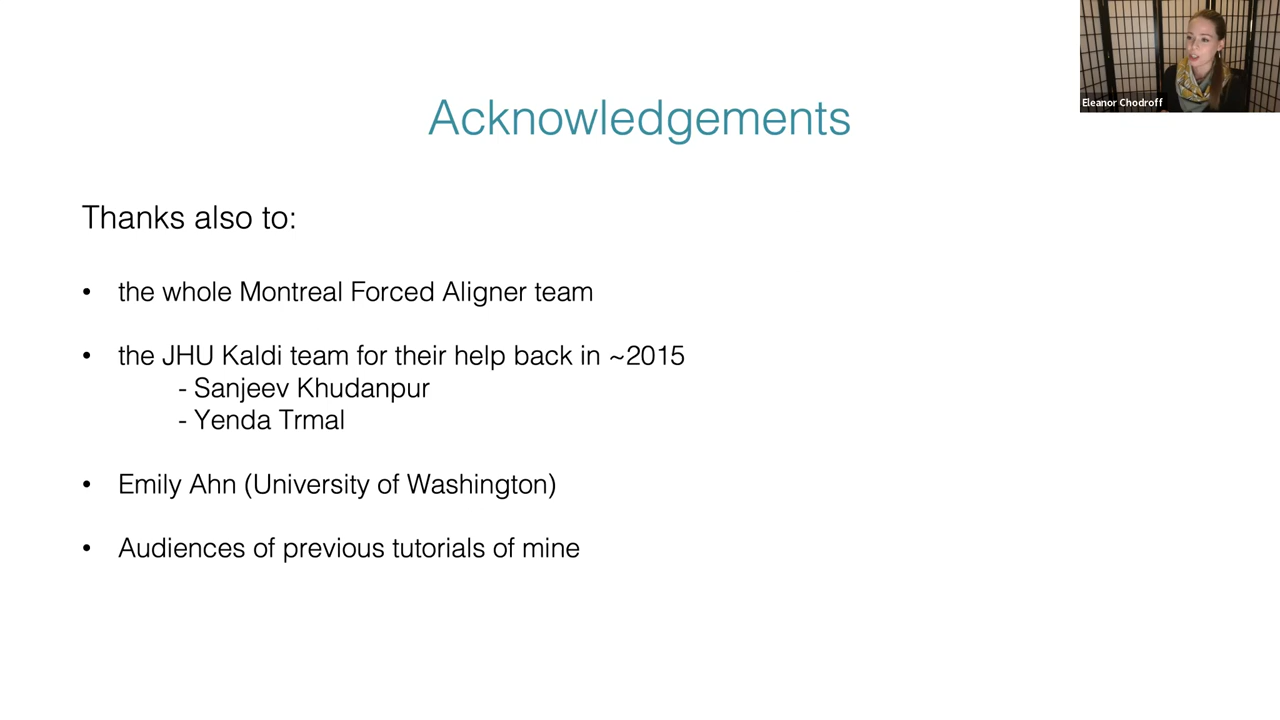 Eleanor Chodroff
Acknowledgements
Thanks also to:
• the whole Montreal Forced Aligner team
• the JHU Kaldi team for their help back in ~2015
- Sanjeev Khudanpur
- Yenda Trmal
• Emily Ahn (University of Washington)
• Audiences of previous tutorials of mine